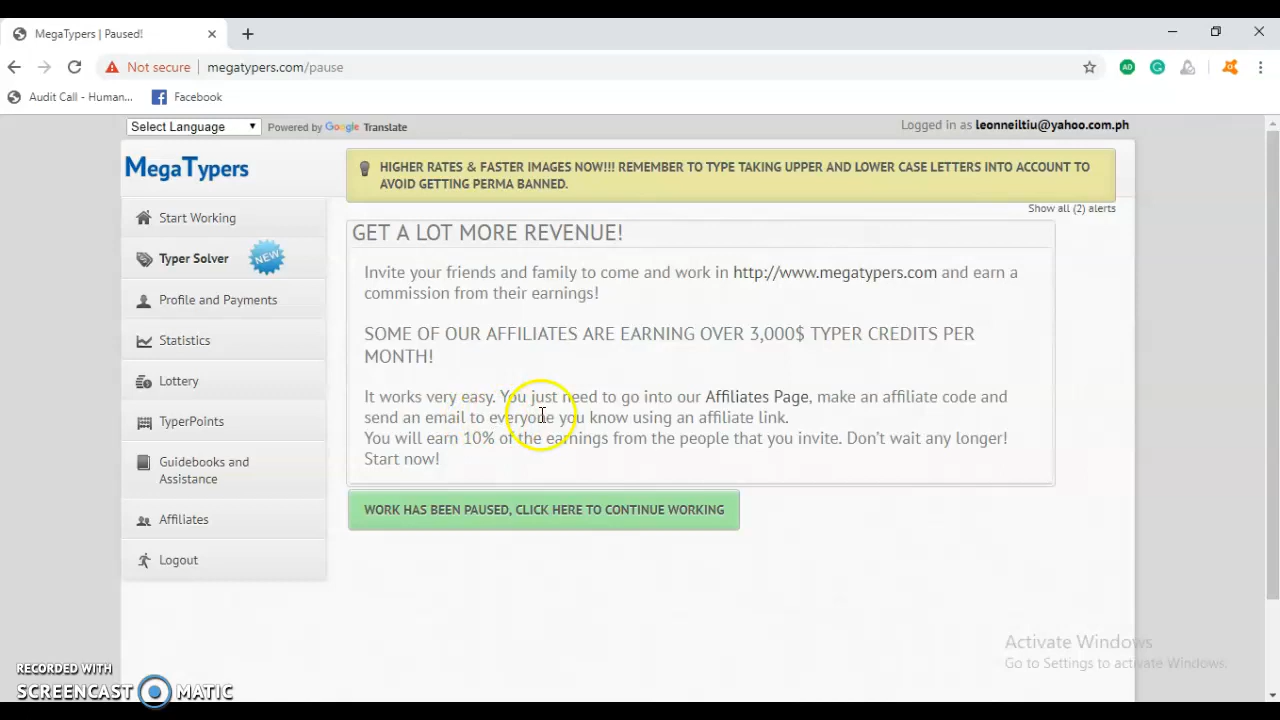 MegaTypers | Paused!
Not secure megatypers.com/pause
Audit Call - Human... Facebook
Select Language Powered by Google Translate
Logged in as leonneiltiu@yahoo.com.ph
MegaTypers
HIGHER RATES & FASTER IMAGES NOW!!! REMEMBER TO TYPE TAKING UPPER AND LOWER CASE LETTERS INTO ACCOUNT TO
AVOID GETTING PERMA BANNED.
Show all (2) alerts
Start Working
Typer Solver NEW
Profile and Payments
Statistics
Lottery
TyperPoints
Guidebooks and
Assistance
Affiliates
Logout
GET A LOT MORE REVENUE!
Invite your friends and family to come and work in http://www.megatypers.com and earn a
commission from their earnings!
SOME OF OUR AFFILIATES ARE EARNING OVER 3,000$ TYPER CREDITS PER
MONTH!
It works very easy. You just need to go into our Affiliates Page, make an affiliate code and
send an email to everyone you know using an affiliate link.
You will earn 10% of the earnings from the people that you invite. Don't wait any longer!
Start now!
WORK HAS BEEN PAUSED, CLICK HERE TO CONTINUE WORKING
Activate Windows
Go to Settings to activate Windows.
RECORDED WITH
SCREENCAST MATIC